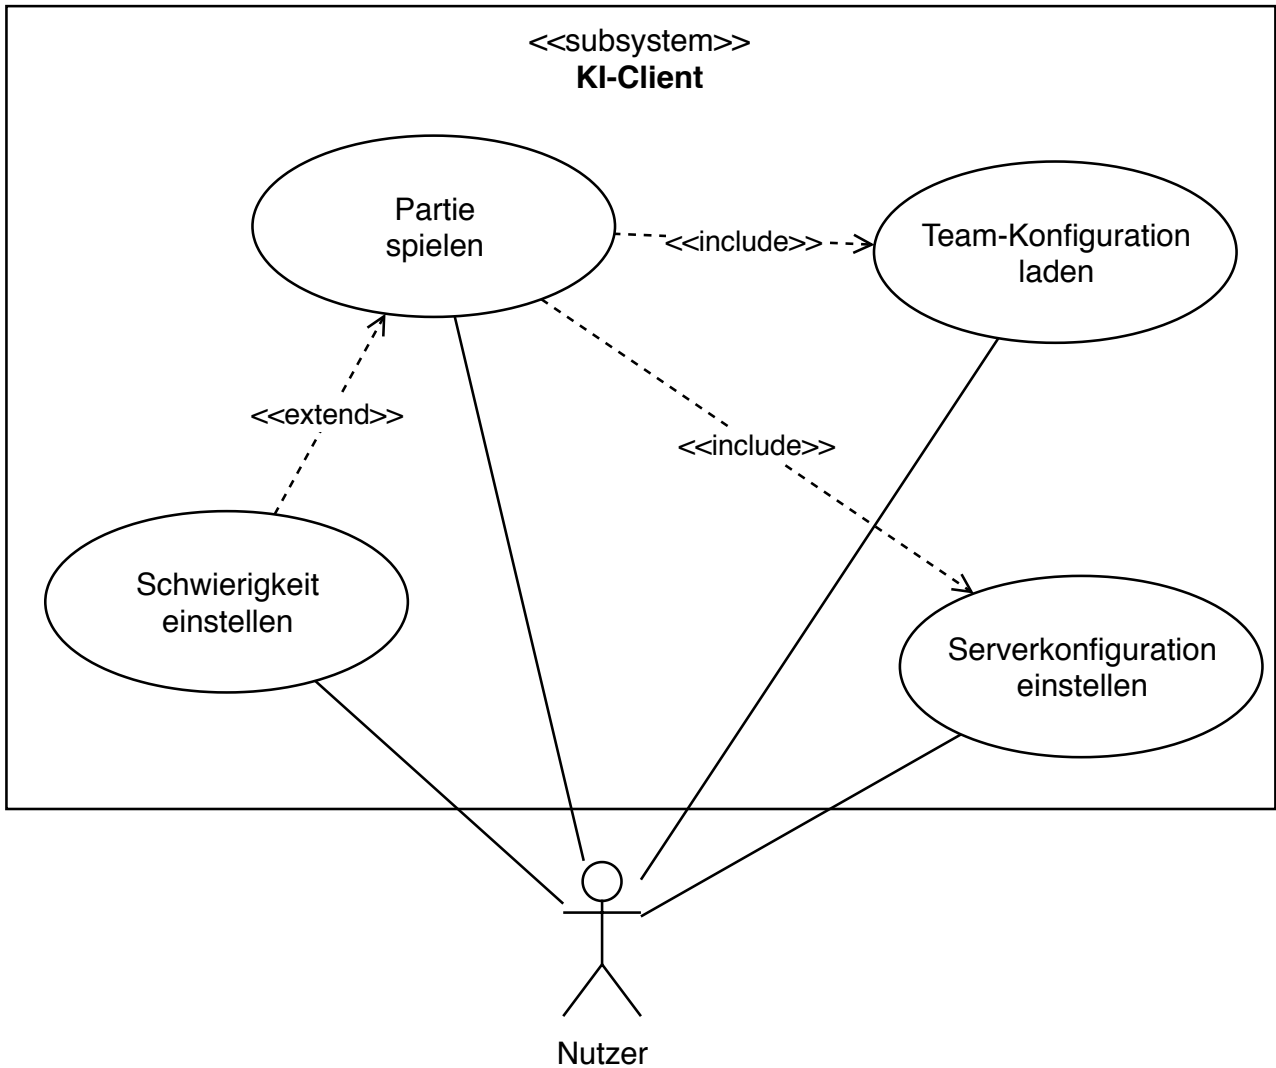 <<subsystem>>
KI-Client
Partie
spielen
<<include>>
Team-Konfiguration
laden
<<extend>>
<<include>>
Schwierigkeit
einstellen
Serverkonfiguration
einstellen
Nutzer